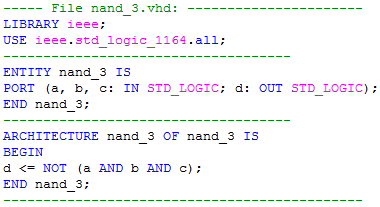 ----- File nand_3.vhd: ----------------------
LIBRARY ieee;
USE ieee.std_logic_1164.all;
------------------------------------
ENTITY nand_3 IS
PORT (a, b, c: IN STD_LOGIC; d: OUT STD_LOGIC);
END nand_3;
------------------------------------
ARCHITECTURE nand_3 OF nand_3 IS
BEGIN
d <= NOT (a AND b AND c);
END nand_3;
---------------------------------------------